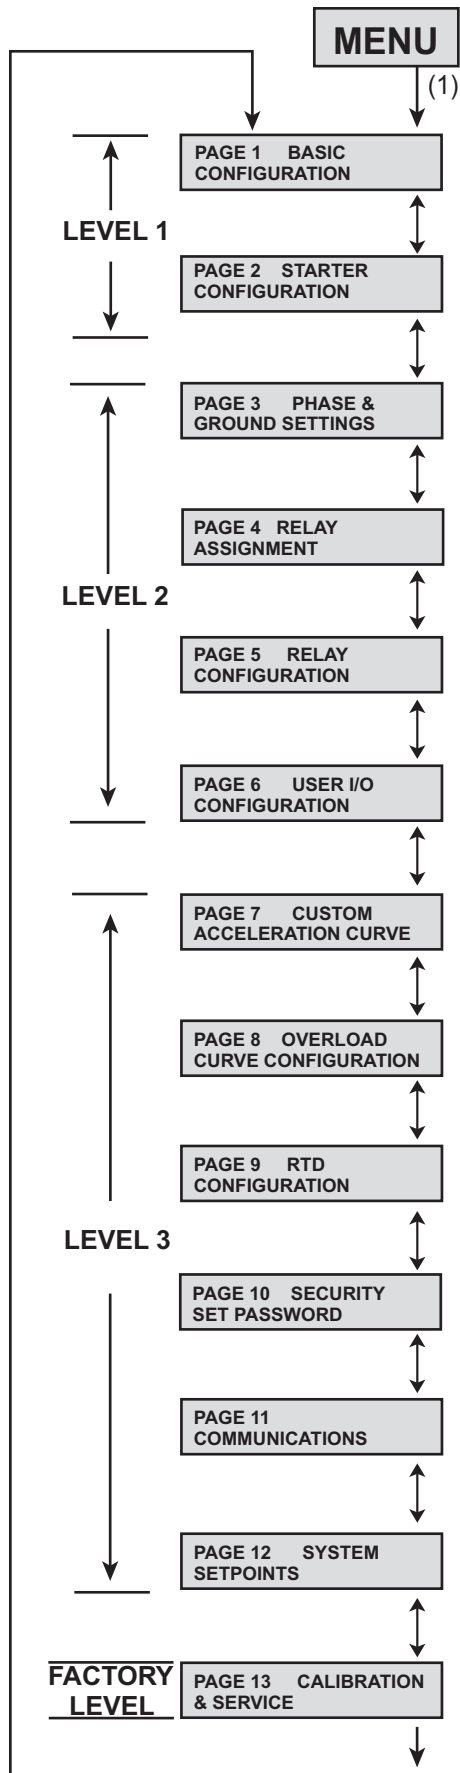 MENU
(1)
PAGE 1 BASIC
CONFIGURATION
LEVEL 1
PAGE 2 STARTER
CONFIGURATION
PAGE 3 PHASE &
GROUND SETTINGS
PAGE 4 RELAY
ASSIGNMENT
LEVEL 2
PAGE 5 RELAY
CONFIGURATION
PAGE 6 USER I/O
CONFIGURATION
PAGE 7 CUSTOM
ACCELERATION CURVE
PAGE 8 OVERLOAD
CURVE CONFIGURATION
PAGE 9 RTD
CONFIGURATION
LEVEL 3
PAGE 10 SECURITY
SET PASSWORD
PAGE 11
COMMUNICATIONS
PAGE 12 SYSTEM
SETPOINTS
FACTORY
LEVEL
PAGE 13 CALIBRATION
& SERVICE